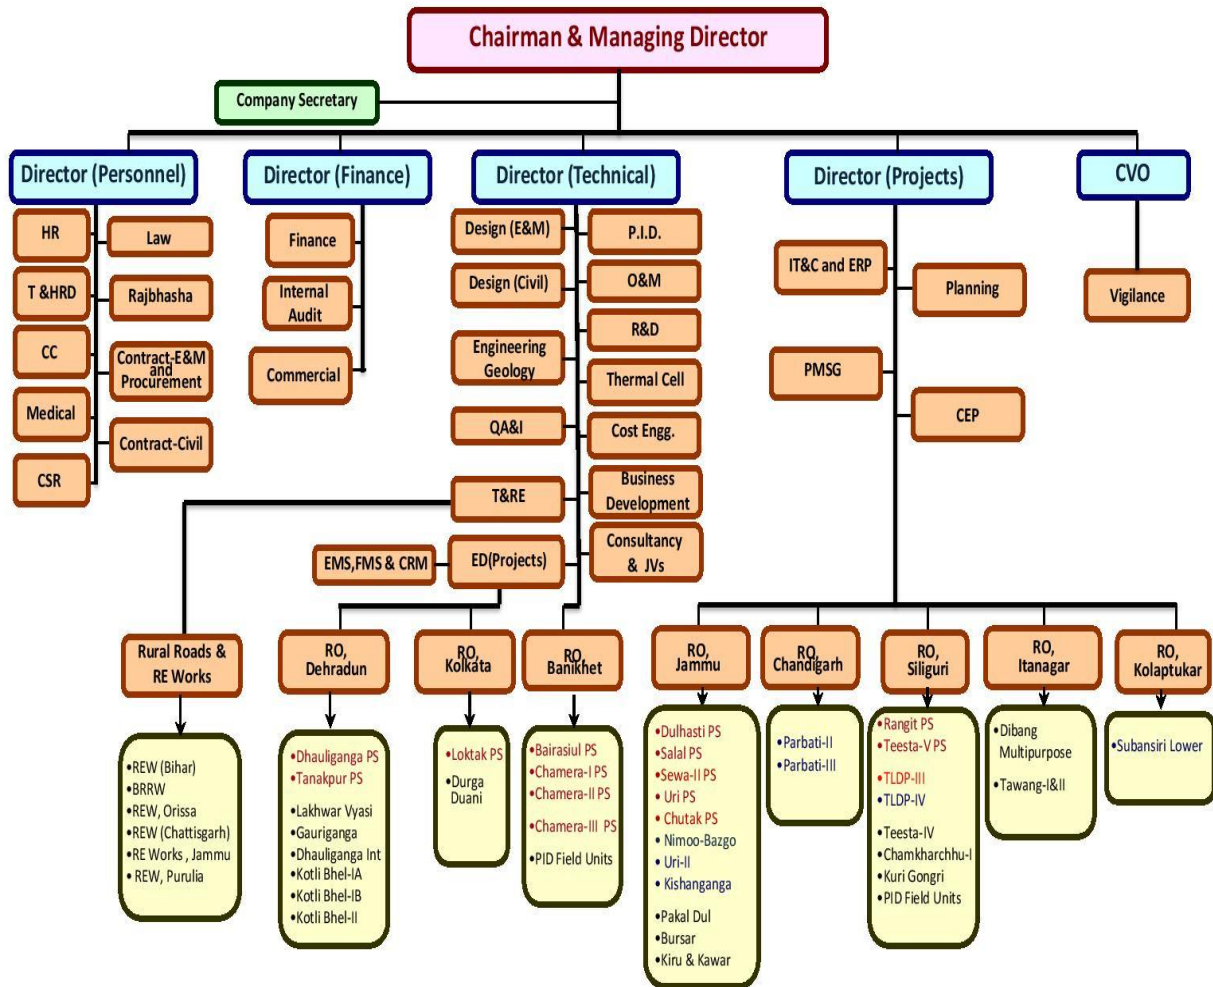 Chairman & Managing Director
Company Secretary
Director (Personnel)
Director (Finance)
Director (Technical)
Director (Projects)
CVO
HR
Law
T &HRD
Rajbhasha
CC
Contract-E&M
and
Procurement
Medical
Contract-Civil
CSR
Finance
Internal
Audit
Commercial
Design (E&M)
P.I.D.
Design (Civil)
O&M
R&D
Engineering
Geology
Thermal Cell
QA&I
Cost Engg.
T&RE
Business
Development
EMS,FMS & CRM
ED(Projects)
Consultancy
& JVs
IT&C and ERP
Planning
PMSG
CEP
Vigilance
Rural Roads &
RE Works
RO,
Dehradun
RO,
Kolkata
RO,
Banikhet
RO,
Jammu
RO,
Chandigarh
RO,
Siliguri
RO,
Itanagar
RO,
Kolaptukar
•REW (Bihar)
•BRRW
•REW, Orissa
•REW (Chattisgarh)
•RE Works , Jammu
•REW, Purulia
•Dhauliganga PS
•Tanakpur PS
•Lakhwar Vyasi
•Gauriganga
•Dhauliganga Int
•Kotli Bhel-IA
•Kotli Bhel-IB
•Kotli Bhel-II
•Loktak PS
•Durga
Duani
•Bairasiul PS
•Chamera-I PS
•Chamera-II PS
•Chamera-III PS
•PID Field Units
•Dulhasti PS
•Salal PS
•Sewa-II PS
•Uri PS
•Chutak PS
•Nimoo-Bazgo
•Uri-II
•Kishanganga
•Pakal Dul
•Bursar
•Kiru & Kawar
•Parbati-II
•Parbati-III
•Rangit PS
•Teesta-V PS
•TLDP-III
•TLDP-IV
•Teesta-IV
•Chamkharchhu-I
•Kuri Gongri
•PID Field Units
•Dibang
Multipurpose
•Tawang-I&II
•Subansiri Lower